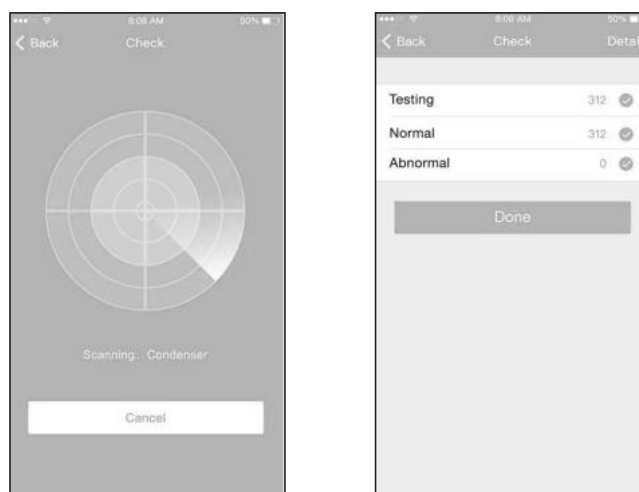 8:08 AM
50%
Back
Check
Scanning.. Condenser
Cancel
8:08 AM
50%
Back
Check
Detail
Testing
312
Normal
312
Abnormal
0
Done